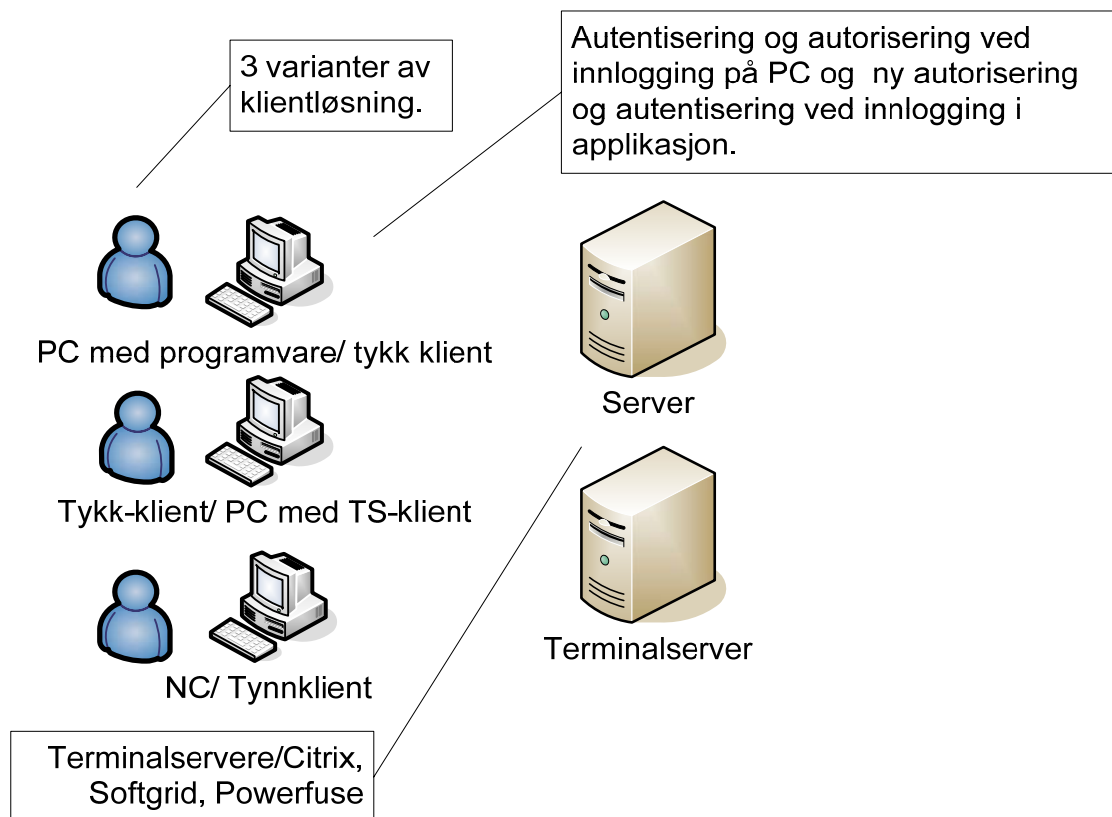 3 varianter av
klientløsning.
Autentisering og autorisering ved
innlogging på PC og ny autorisering
og autentisering ved innlogging i
applikasjon.
PC med programvare/ tykk klient
Server
Tykk-klient/ PC med TS-klient
Terminalserver
NC/ Tynnklient
Terminalservere/Citrix,
Softgrid, Powerfuse